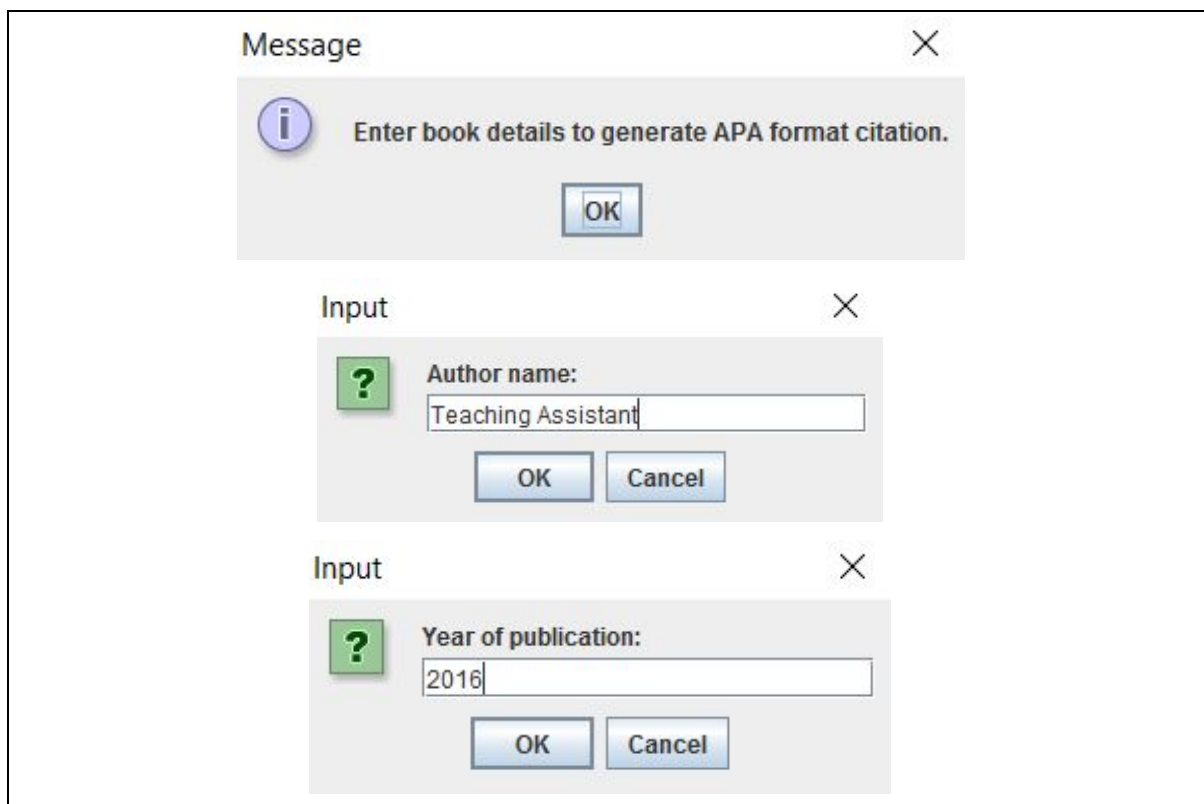 Message
Enter book details to generate APA format citation.
OK
Input
Author name:
Teaching Assistant
OK Cancel
Input
Year of publication:
2016
OK Cancel